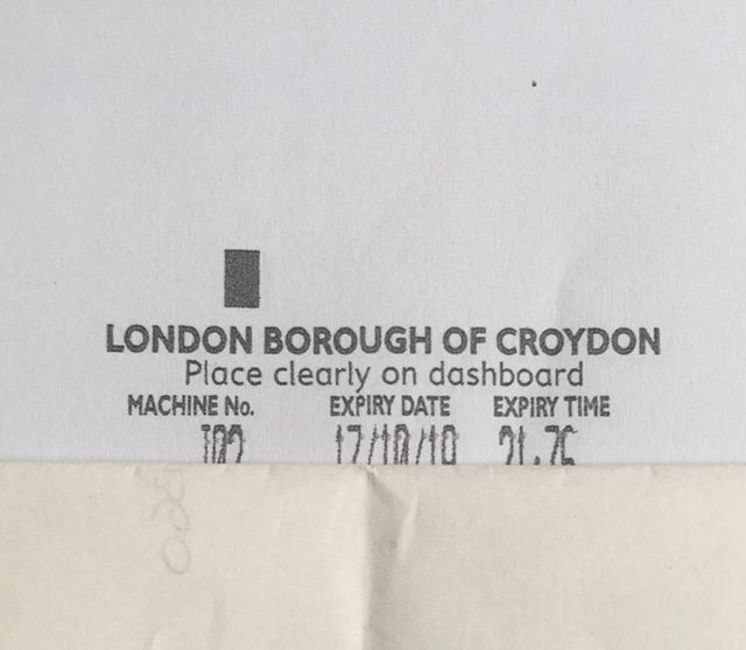 LONDON BOROUGH OF CROYDON
Place clearly on dashboard
MACHINE No. EXPIRY DATE EXPIRY TIME